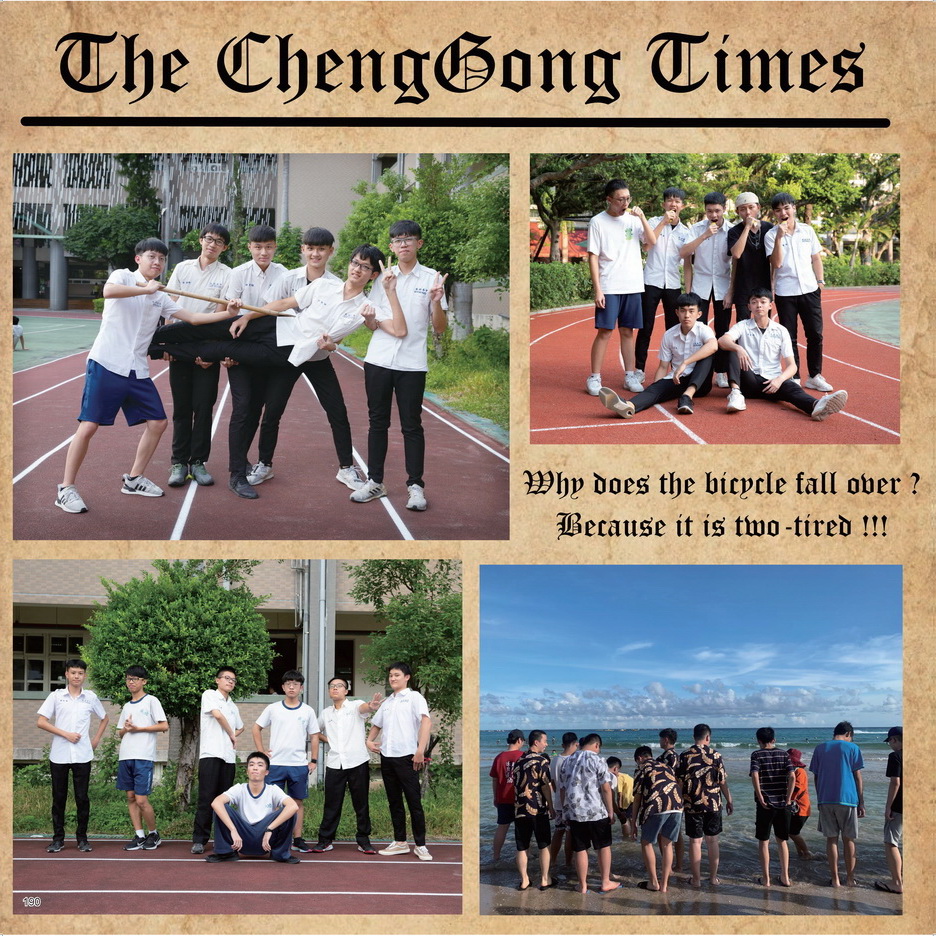 The ChengGong Times
Why does the bicycle fall over ?
Because it is two-tired !!!
190